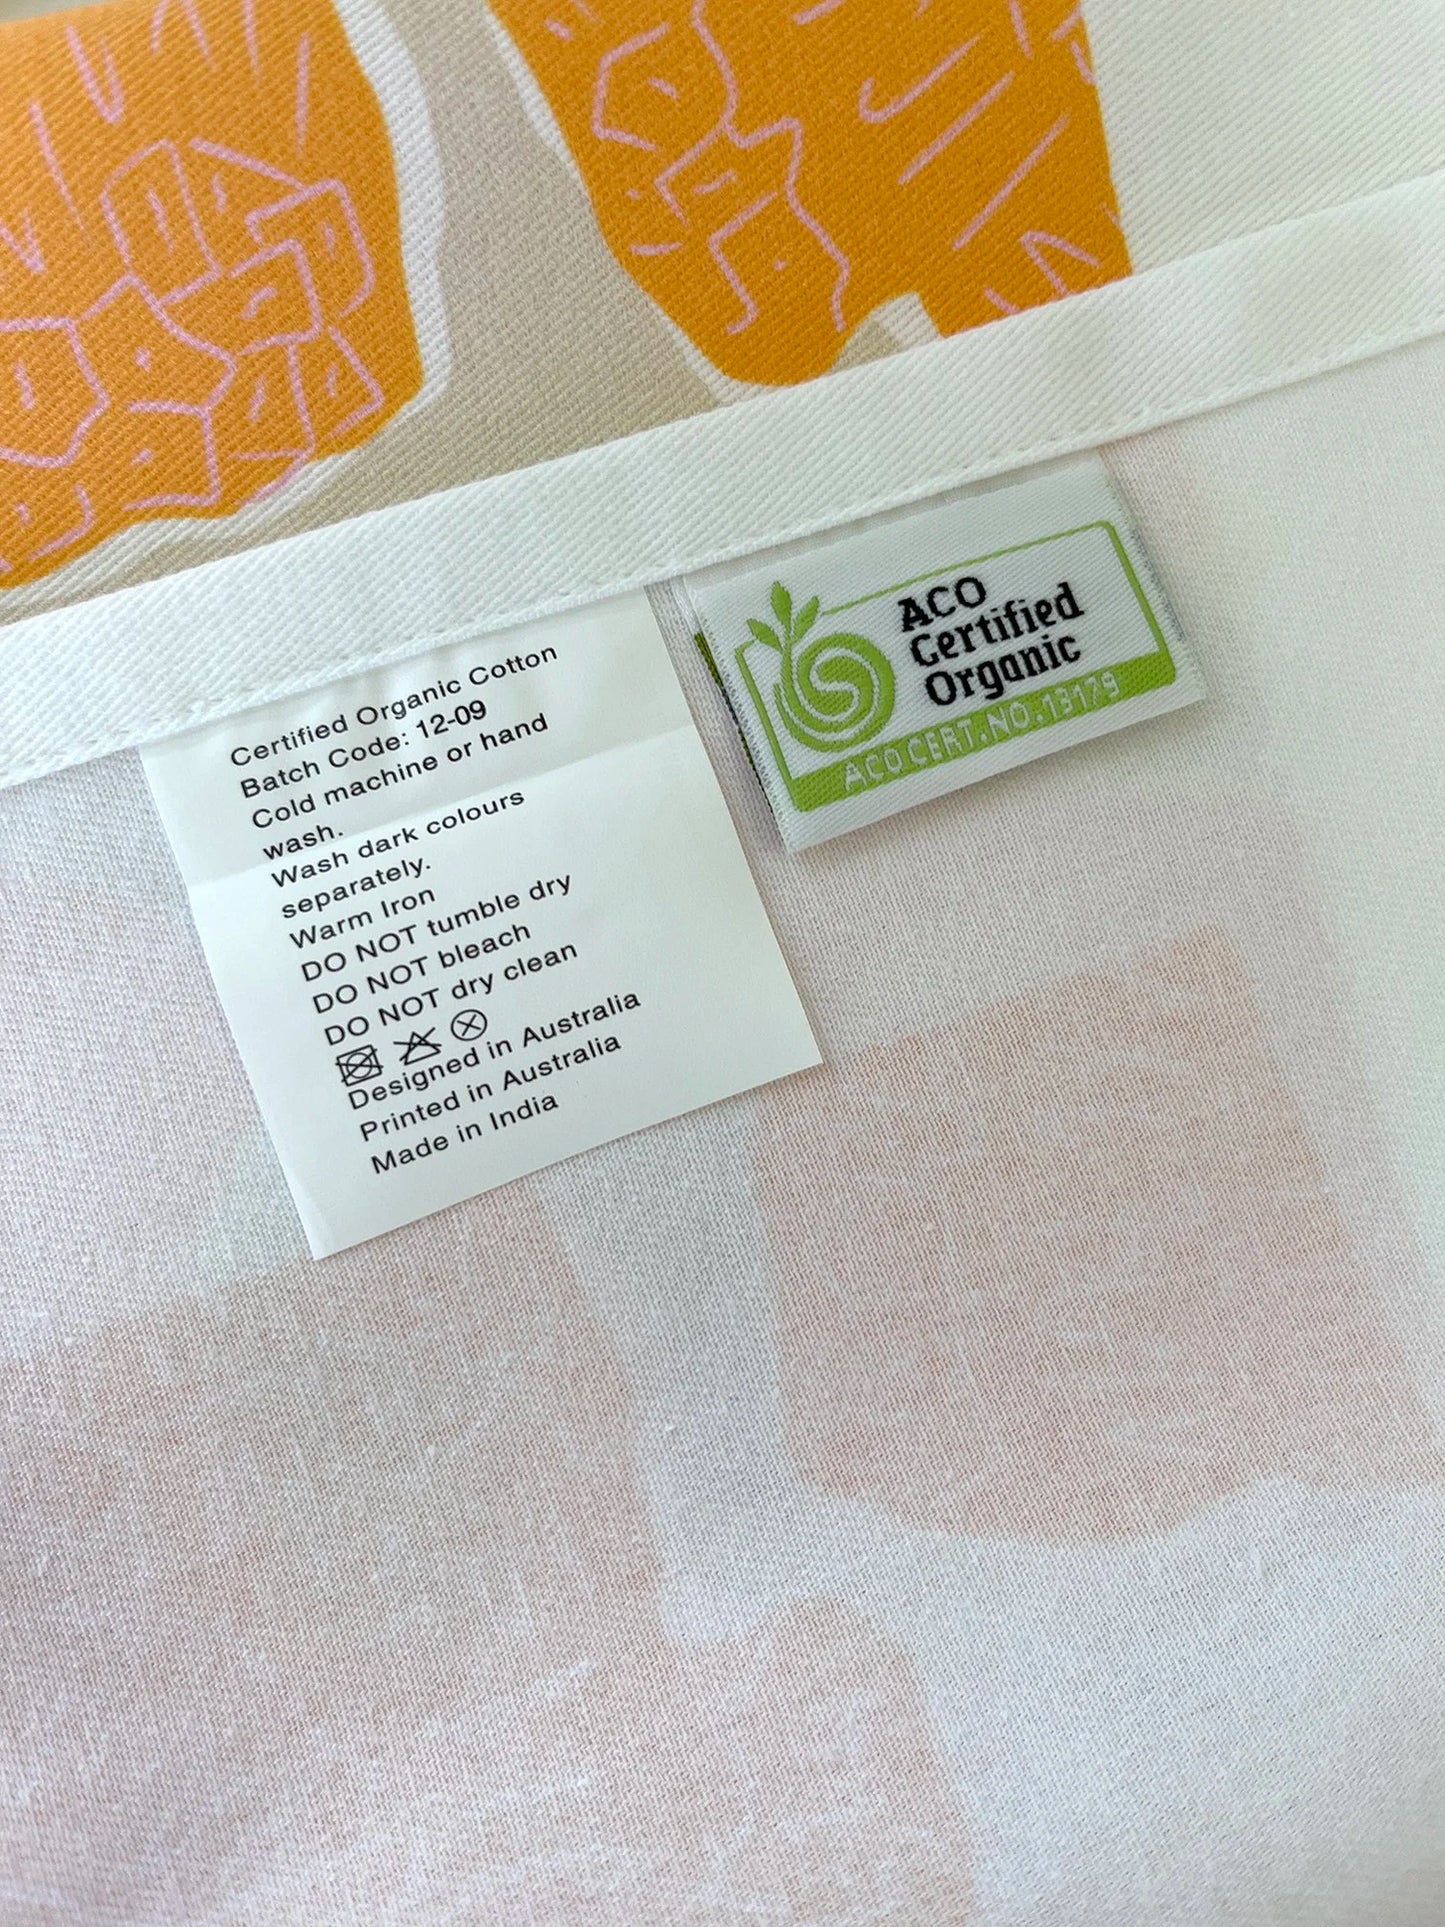 Certified Organic Cotton
Batch Code: 12-09
Cold machine or hand
wash.
Wash dark colours
separately.
Warm Iron
DO NOT tumble dry
DO NOT bleach
DO NOT dry clean
Designed in Australia
Printed in Australia
Made in India
ACO
Certified
Organic
ACO CERT.NO.13179